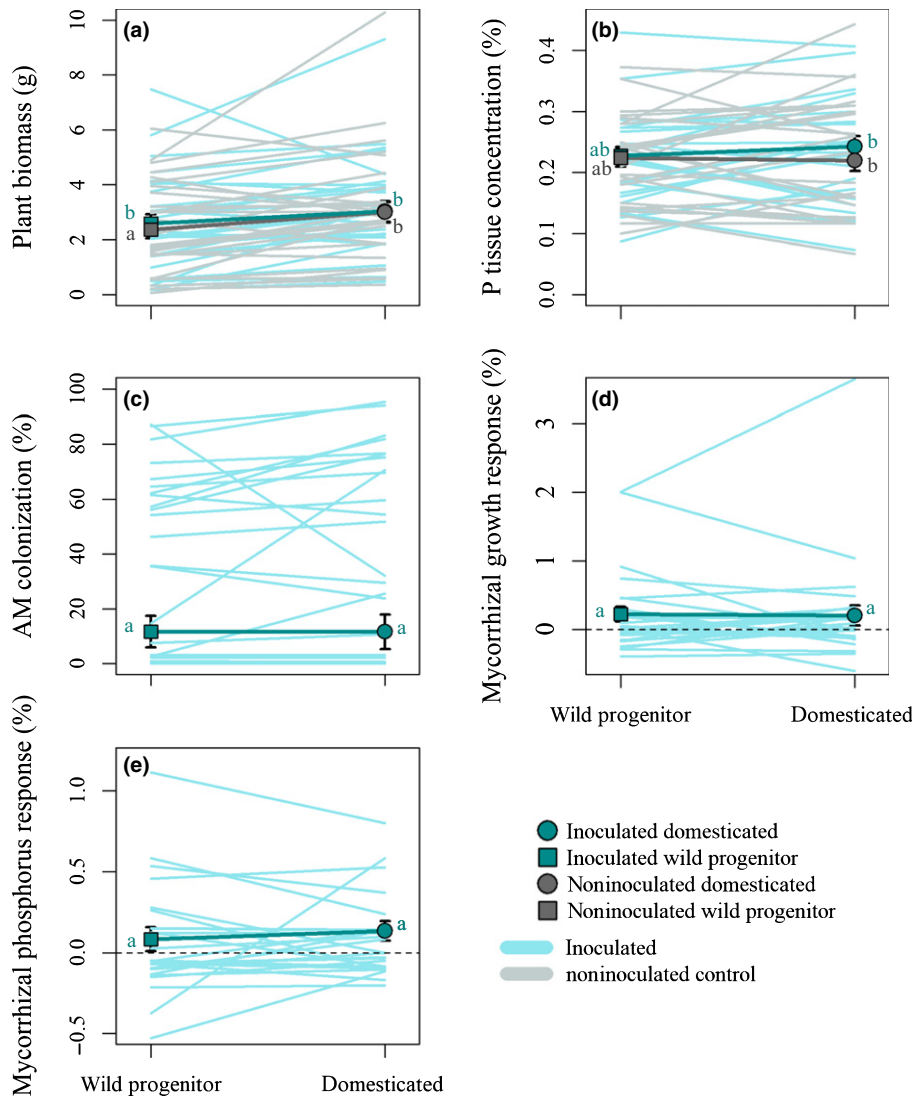 (a)
Plant biomass (g)
10
8
6
4
2
0
b
a
b
b
(b)
P tissue concentration (%)
0.4
0.3
0.2
0.1
0.0
ab
ab
b
b
(c)
AM colonization (%)
100
80
60
40
20
0
a
a
(d)
Mycorrhizal growth response (%)
3
2
1
0
a
a
Wild progenitor
Domesticated
(e)
Mycorrhizal phosphorus response (%)
1.0
0.5
0.0
−0.5
a
a
Wild progenitor
Domesticated
Inoculated domesticated
Inoculated wild progenitor
Noninoculated domesticated
Noninoculated wild progenitor
Inoculated
noninoculated control